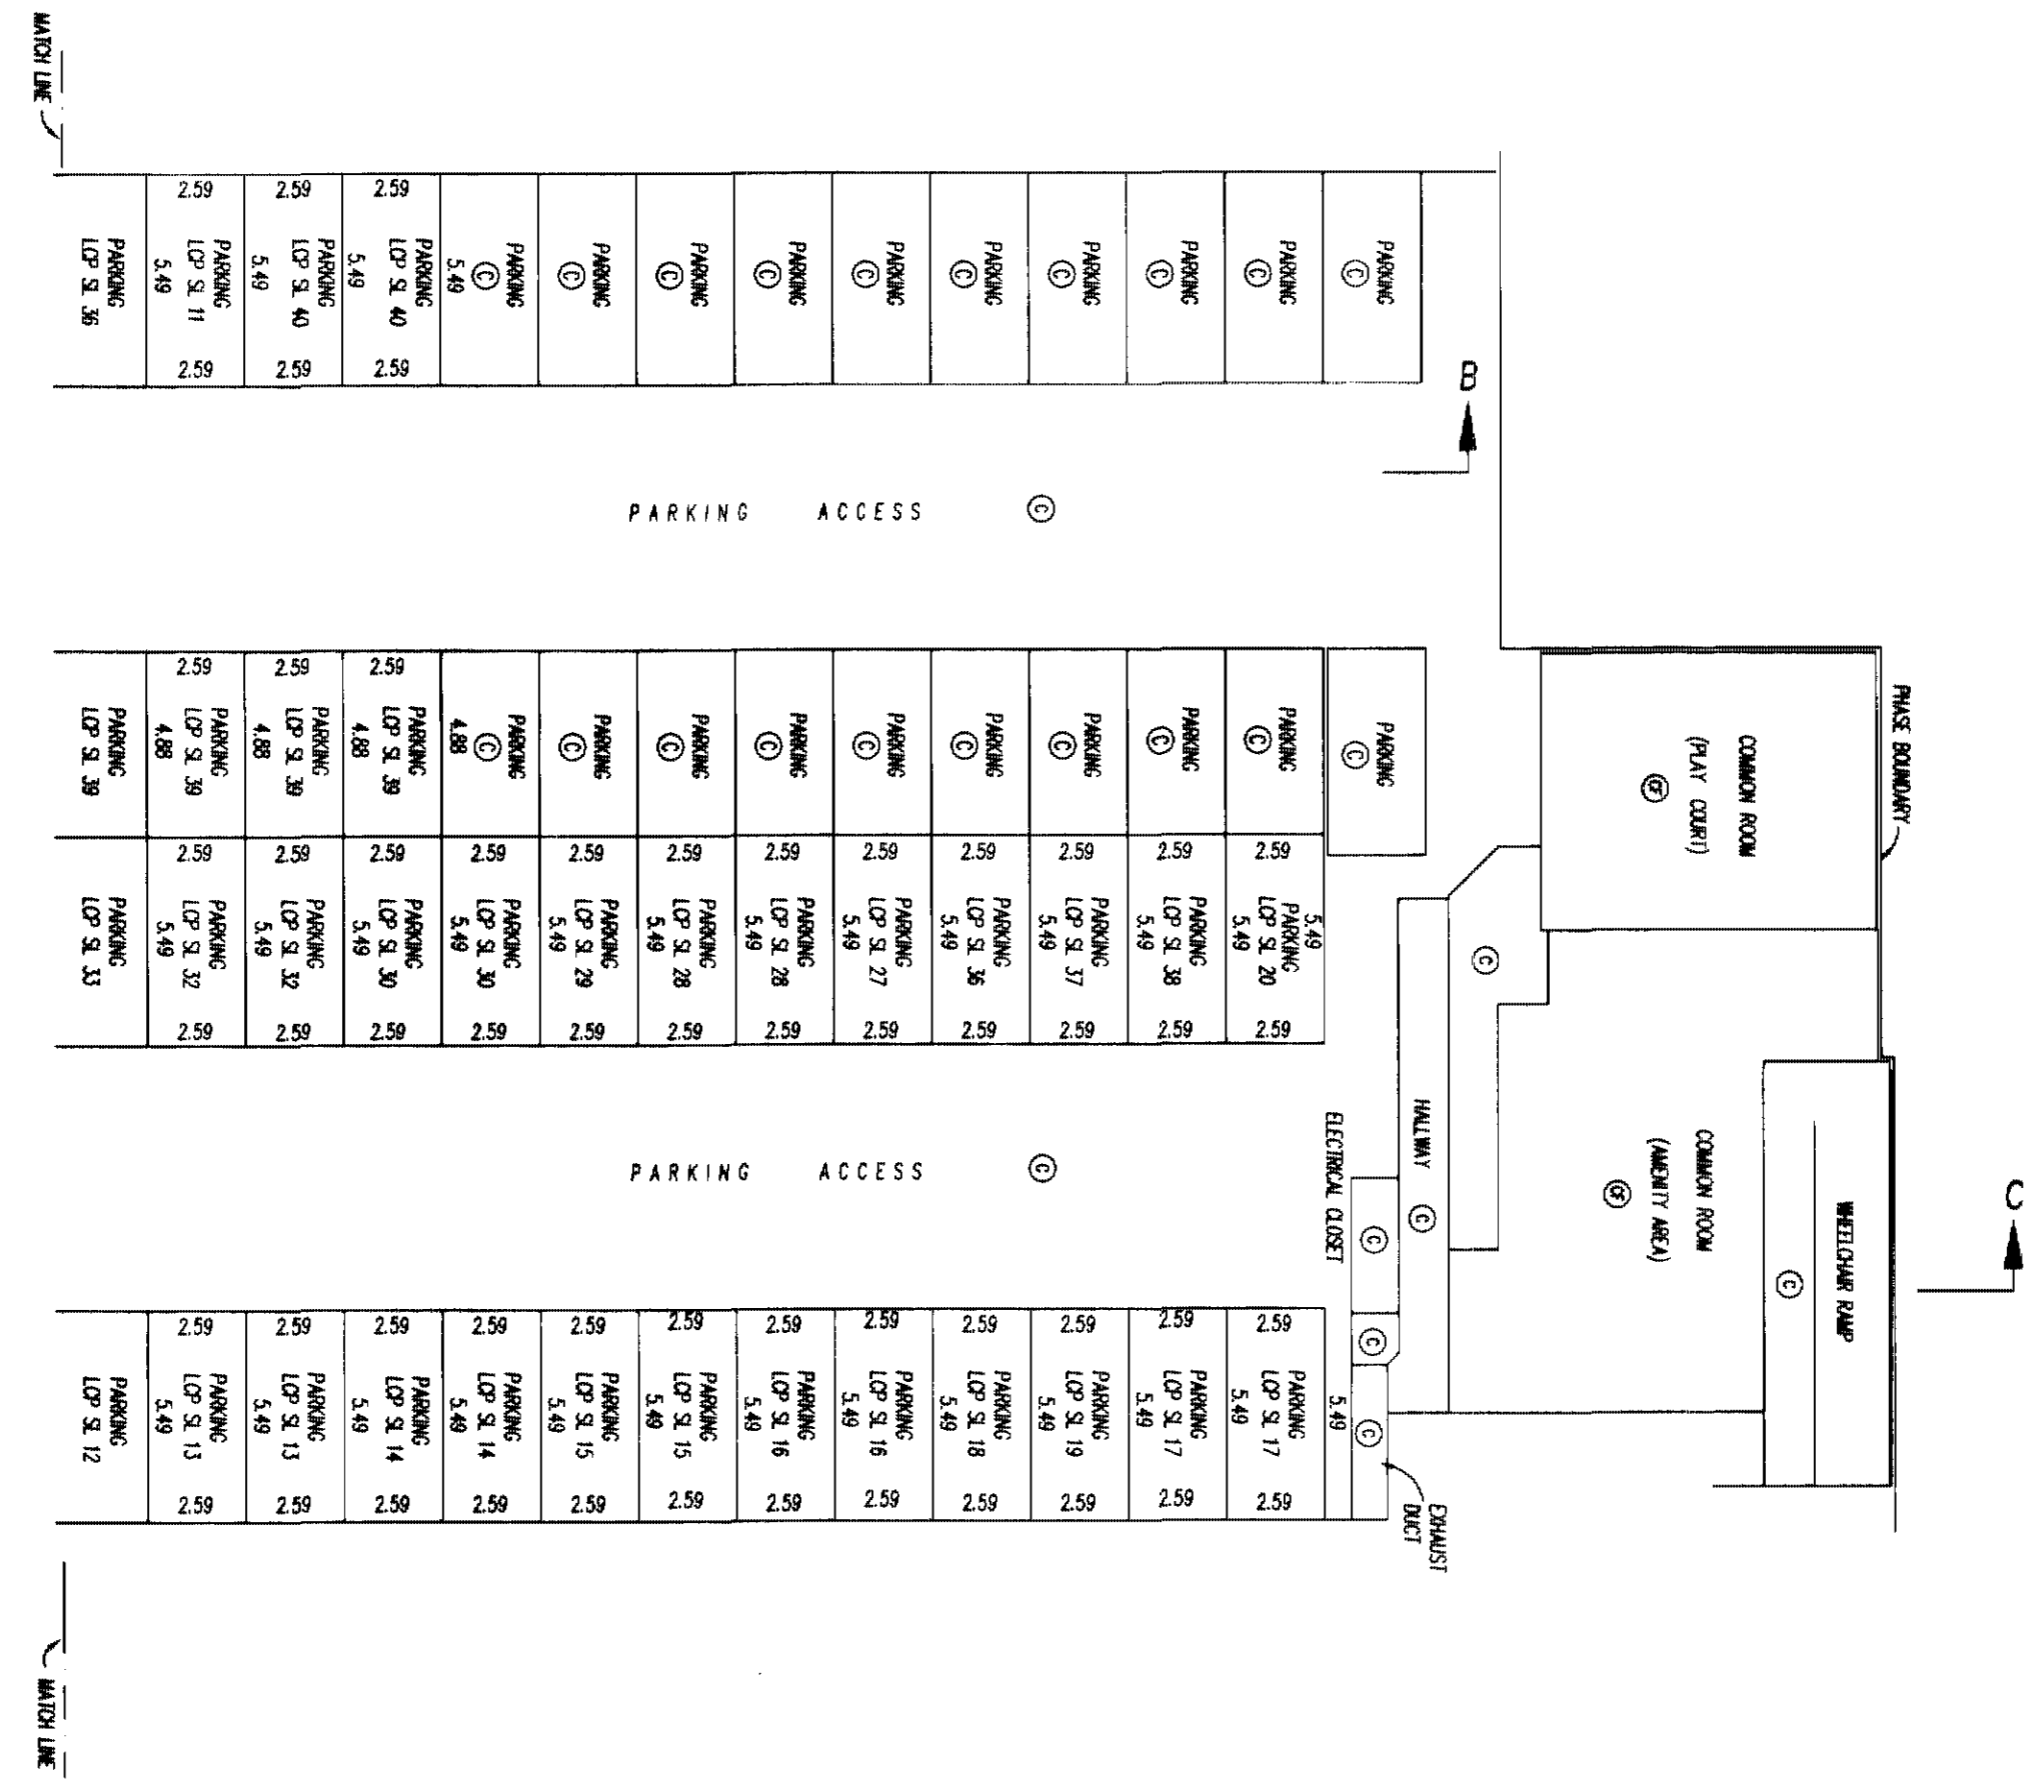 MATCH LINE
2.59
2.59
2.59
PARKING
LCP SL 36
PARKING
LCP SL 11
5.49
PARKING
LCP SL 40
5.49
PARKING
LCP SL 40
5.49
PARKING
C
5.49
PARKING
C
PARKING
C
PARKING
C
PARKING
C
PARKING
C
PARKING
C
PARKING
C
PARKING
C
PARKING
C
2.59
2.59
2.59
B
PARKING ACCESS C
2.59
2.59
2.59
PARKING
LCP SL 39
PARKING
LCP SL 39
4.88
PARKING
LCP SL 39
4.88
PARKING
LCP SL 39
4.88
PARKING
C
4.88
PARKING
C
PARKING
C
PARKING
C
PARKING
C
PARKING
C
PARKING
C
PARKING
C
PARKING
C
PARKING
C
COMMON ROOM
(PLAY COURT)
CF
PHASE BOUNDARY
2.59
2.59
2.59
2.59
2.59
2.59
2.59
2.59
2.59
2.59
2.59
2.59
PARKING
LCP SL 33
PARKING
LCP SL 32
5.49
PARKING
LCP SL 32
5.49
PARKING
LCP SL 30
5.49
PARKING
LCP SL 30
5.49
PARKING
LCP SL 29
5.49
PARKING
LCP SL 28
5.49
PARKING
LCP SL 28
5.49
PARKING
LCP SL 27
5.49
PARKING
LCP SL 36
5.49
PARKING
LCP SL 37
5.49
PARKING
LCP SL 38
5.49
5.49
PARKING
LCP SL 20
5.49
2.59
2.59
2.59
2.59
2.59
2.59
2.59
2.59
2.59
2.59
2.59
2.59
C
HALLWAY C
ELECTRICAL CLOSET
C
C
C
COMMON ROOM
(AMENITY AREA)
CF
WHEELCHAIR RAMP
C
C
PARKING ACCESS C
2.59
2.59
2.59
2.59
2.59
2.59
2.59
2.59
2.59
2.59
2.59
2.59
PARKING
LCP SL 12
PARKING
LCP SL 13
5.49
PARKING
LCP SL 13
5.49
PARKING
LCP SL 14
5.49
PARKING
LCP SL 14
5.49
PARKING
LCP SL 15
5.49
PARKING
LCP SL 15
5.49
PARKING
LCP SL 16
5.49
PARKING
LCP SL 16
5.49
PARKING
LCP SL 18
5.49
PARKING
LCP SL 19
5.49
PARKING
LCP SL 17
5.49
PARKING
LCP SL 17
5.49
5.49
2.59
2.59
2.59
2.59
2.59
2.59
2.59
2.59
2.59
2.59
2.59
2.59
EXHAUST
DUCT
MATCH LINE